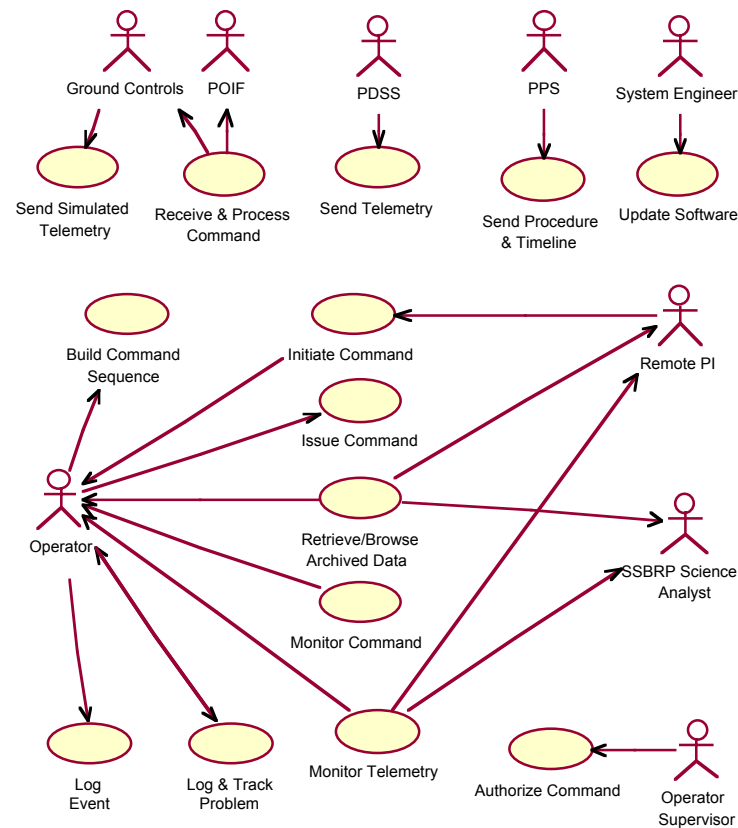 Ground Controls
POIF
PDSS
PPS
System Engineer
Send Simulated
Telemetry
Receive & Process
Command
Send Telemetry
Send Procedure
& Timeline
Update Software
Build Command
Sequence
Initiate Command
Remote PI
Issue Command
Operator
Retrieve/Browse
Archived Data
SSBRP Science
Analyst
Monitor Command
Log
Event
Log & Track
Problem
Monitor Telemetry
Authorize Command
Operator
Supervisor